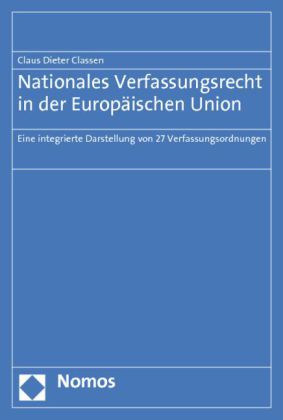 Claus Dieter Classen
Nationales Verfassungsrecht
in der Europäischen Union
Eine integrierte Darstellung von 27 Verfassungsordnungen
Nomos